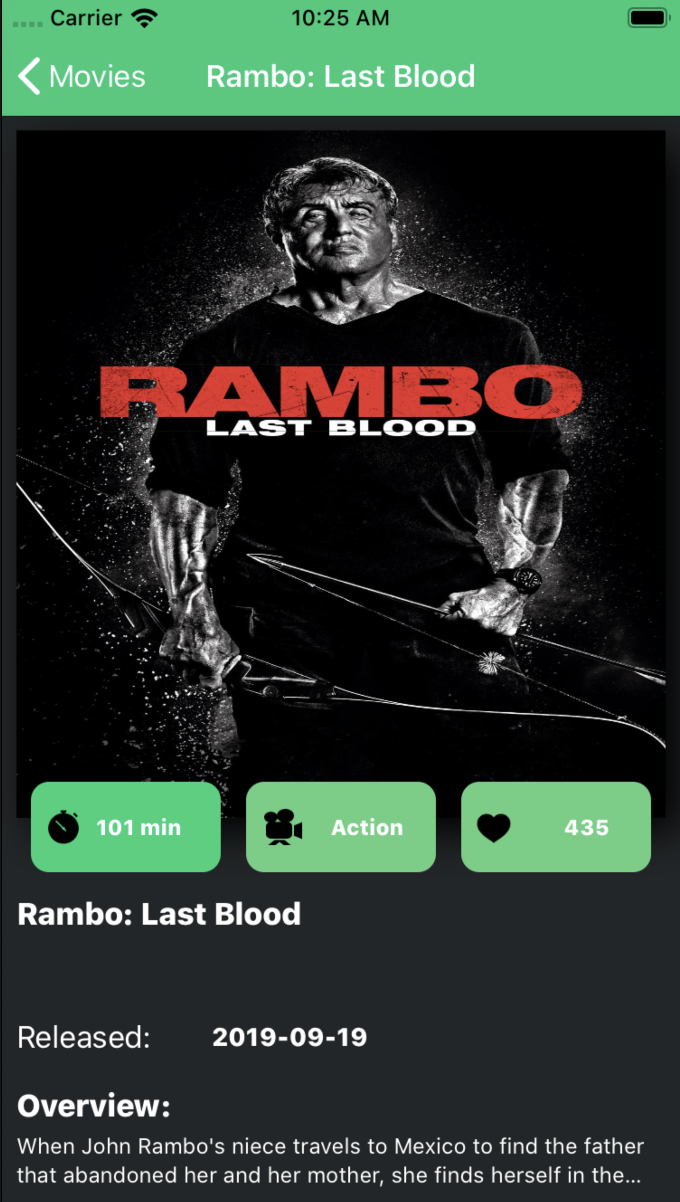 Carrier 10:25 AM
Movies Rambo: Last Blood
RAMBO
LAST BLOOD
101 min Action 435
Rambo: Last Blood
Released: 2019-09-19
Overview:
When John Rambo's niece travels to Mexico to find the father
that abandoned her and her mother, she finds herself in the...